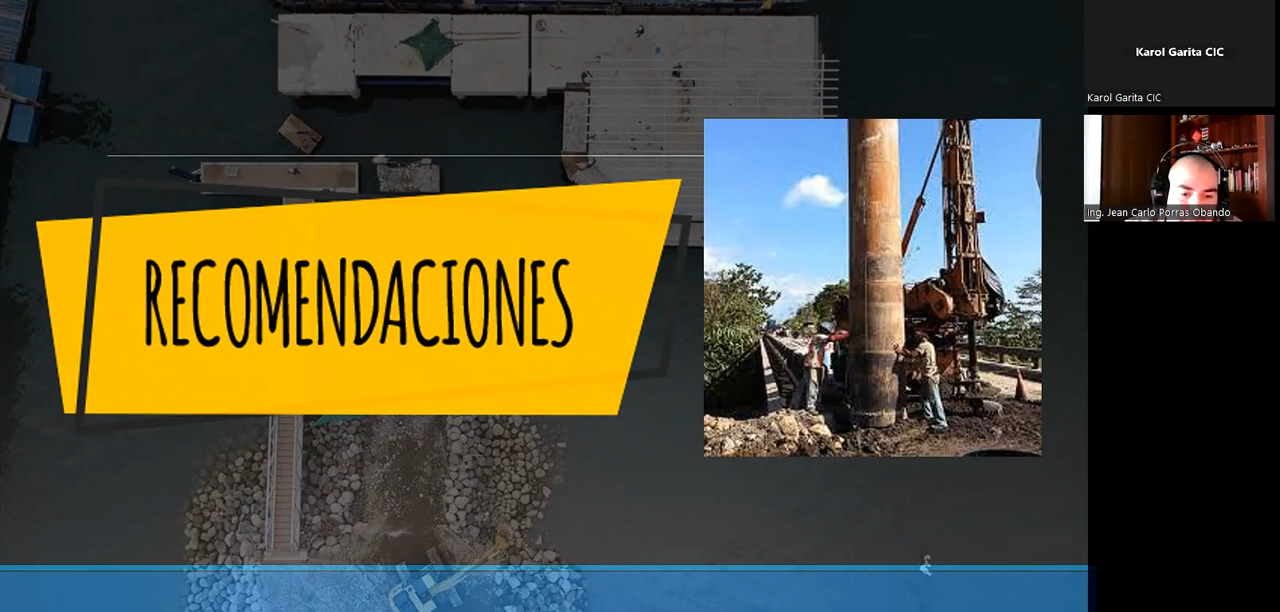 RECOMENDACIONES
Karol Garita CIC
Karol Garita CIC
Ing. Jean Carlo Porras Obando